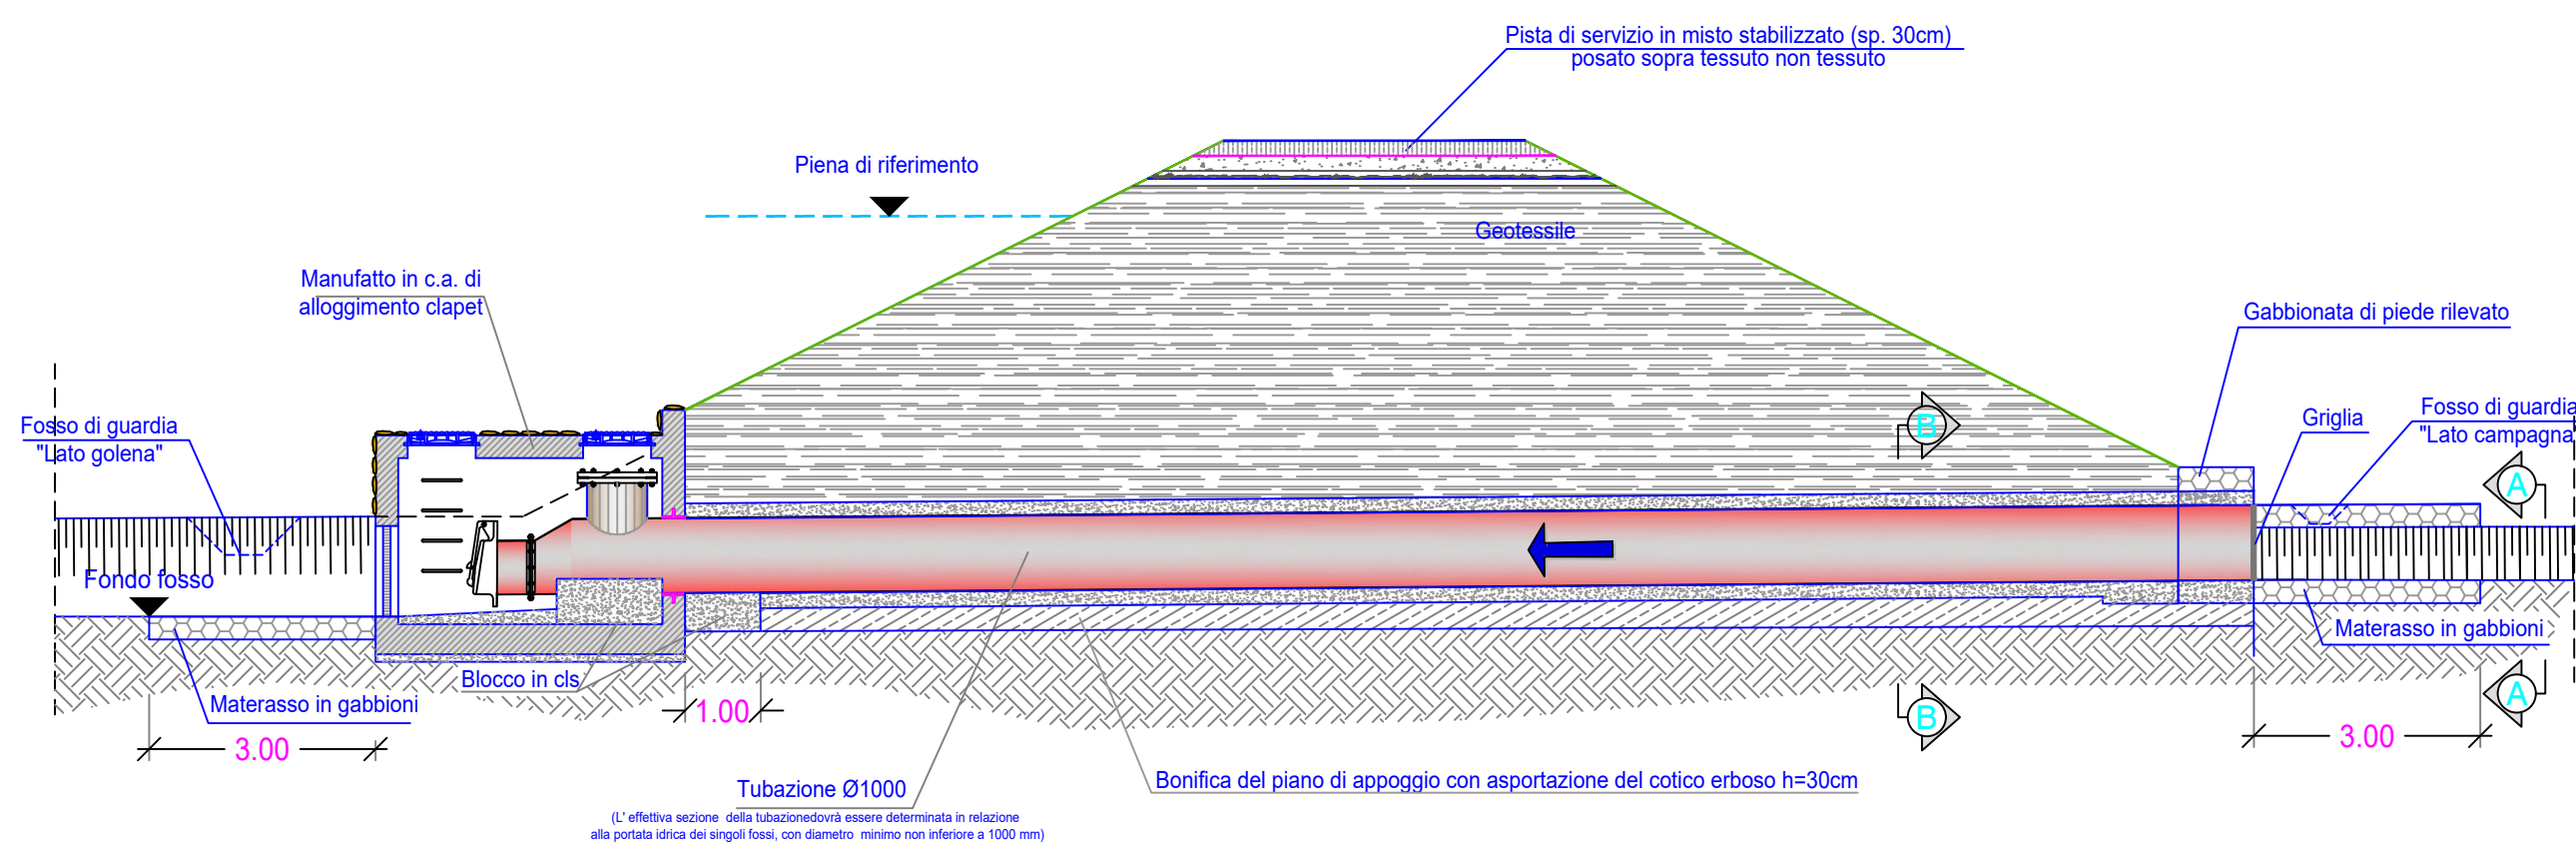 Pista di servizio in misto stabilizzato (sp. 30cm)
posato sopra tessuto non tessuto
Piena di riferimento
Geotessile
Manufatto in c.a. di
alloggimento clapet
Gabbionata di piede rilevato
Fosso di guardia
"Lato golena"
Griglia
Fosso di guardia
"Lato campagna"
B
A
Fondo fosso
Materasso in gabbioni
Blocco in cls
Materasso in gabbioni
A
B
1.00
3.00
3.00
Tubazione Ø1000
(L' effettiva sezione della tubazionedovrà essere determinata in relazione
alla portata idrica dei singoli fossi, con diametro minimo non inferiore a 1000 mm)
Bonifica del piano di appoggio con asportazione del cotico erboso h=30cm